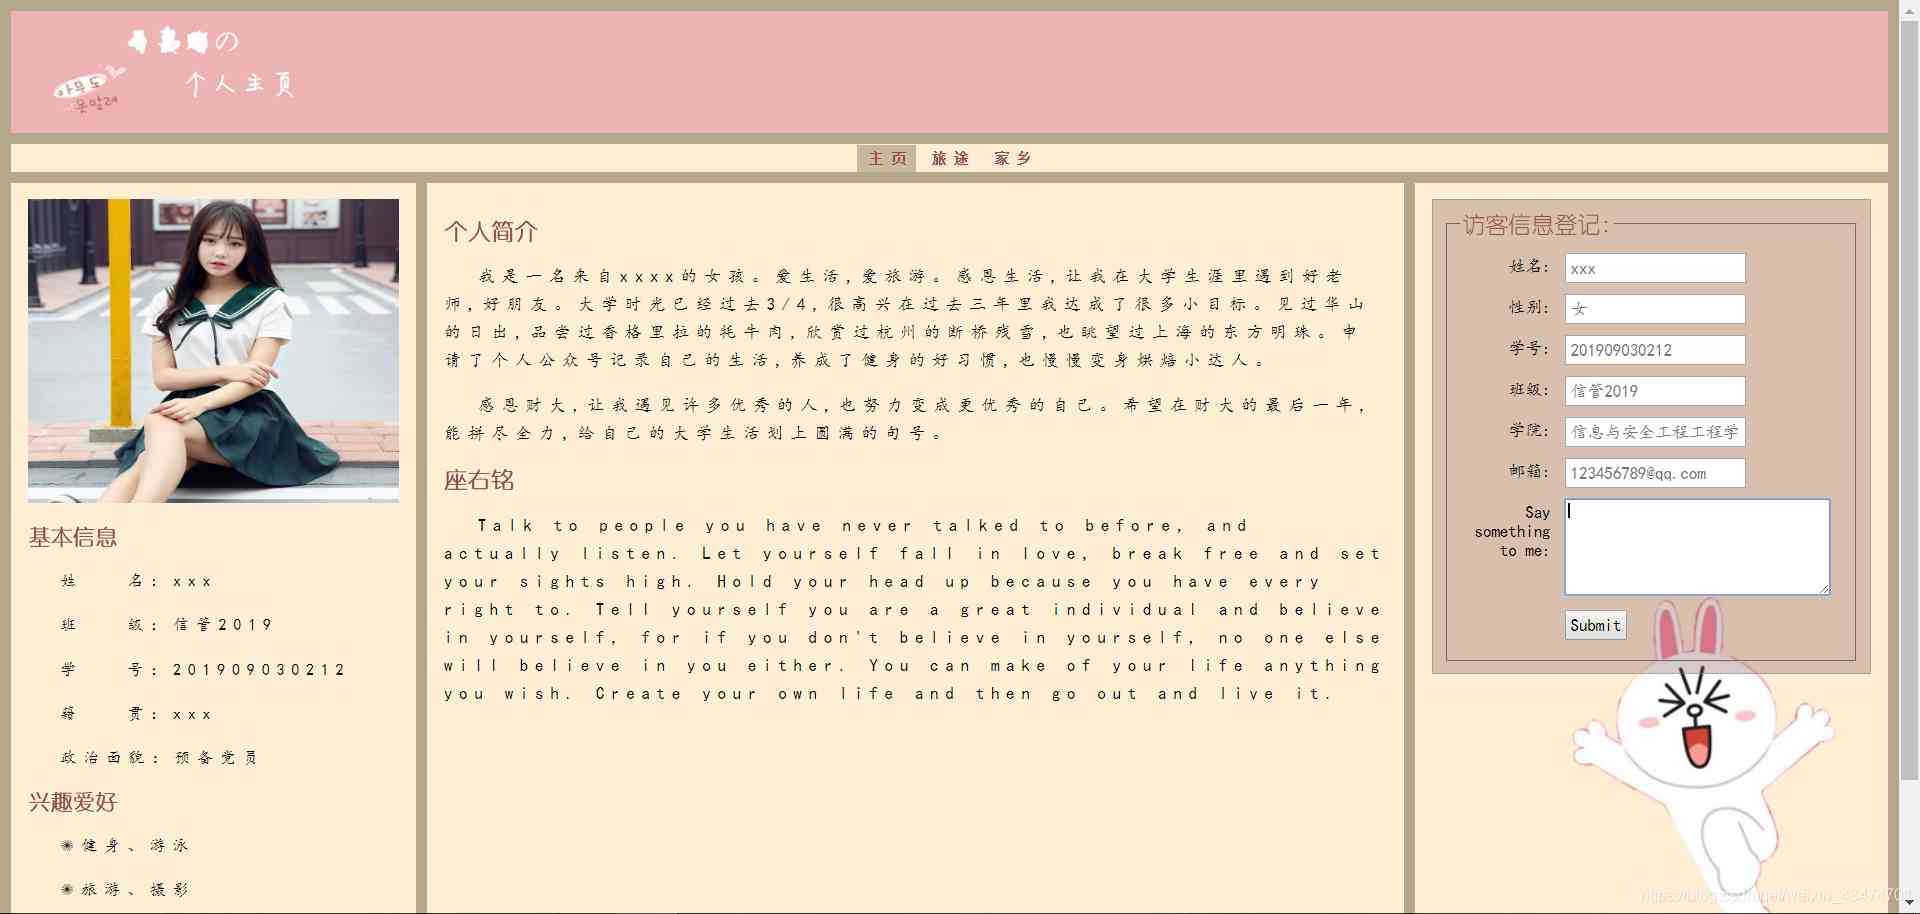 の
个人主頁
아무도
못말려
主页 旅途 家乡
基本信息
姓 名：xxx
班 级：信管2019
学 号：201909030212
籍 贯：xxx
政治面貌：预备党员
兴趣爱好
健身、游泳
旅游、摄影
个人简介
我是一名来自xxxx的女孩。爱生活,爱旅游。感恩生活,让我在大学生涯里遇到好老
师,好朋友。大学时光已经过去3/4,很高兴在过去三年里我达成了很多小目标。见过华山
的日出,品尝过香格里拉的牦牛肉,欣赏过杭州的断桥残雪,也眺望过上海的东方明珠。申
请了个人公众号记录自己的生活,养成了健身的好习惯,也慢慢变身烘焙小达人。
感恩财大,让我遇见许多优秀的人,也努力变成更优秀的自己。希望在财大的最后一年,
能拼尽全力,给自己的大学生活划上圆满的句号。
座右铭
Talk to people you have never talked to before, and
actually listen. Let yourself fall in love, break free and set
your sights high. Hold your head up because you have every
right to. Tell yourself you are a great individual and believe
in yourself, for if you don't believe in yourself, no one else
will believe in you either. You can make of your life anything
you wish. Create your own life and then go out and live it.
访客信息登记:
姓名: xxx
性别: 女
学号: 201909030212
班级: 信管2019
学院: 信息与安全工程工程学
邮箱: 123456789@qq.com
Say
something
to me:
Submit